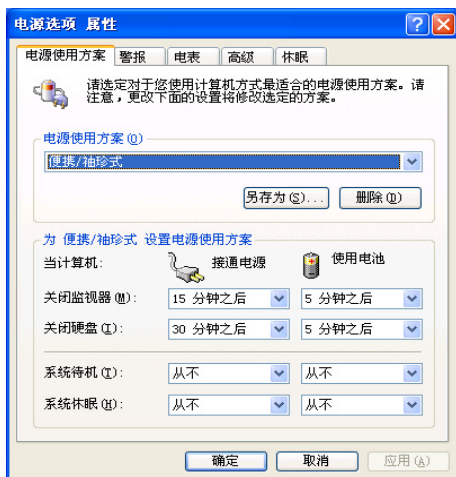 电源选项 属性
电源使用方案 警报 电表 高级 休眠
请选定对于您使用计算机方式最适合的电源使用方案。请
注意，更改下面的设置将修改选定的方案。
电源使用方案(O)
便携/袖珍式
另存为(S)... 删除(D)
为 便携/袖珍式 设置电源使用方案
当计算机: 接通电源 使用电池
关闭监视器(M): 15 分钟之后 5 分钟之后
关闭硬盘(I): 30 分钟之后 5 分钟之后
系统待机(T): 从不 从不
系统休眠(H): 从不 从不
确定 取消 应用(A)